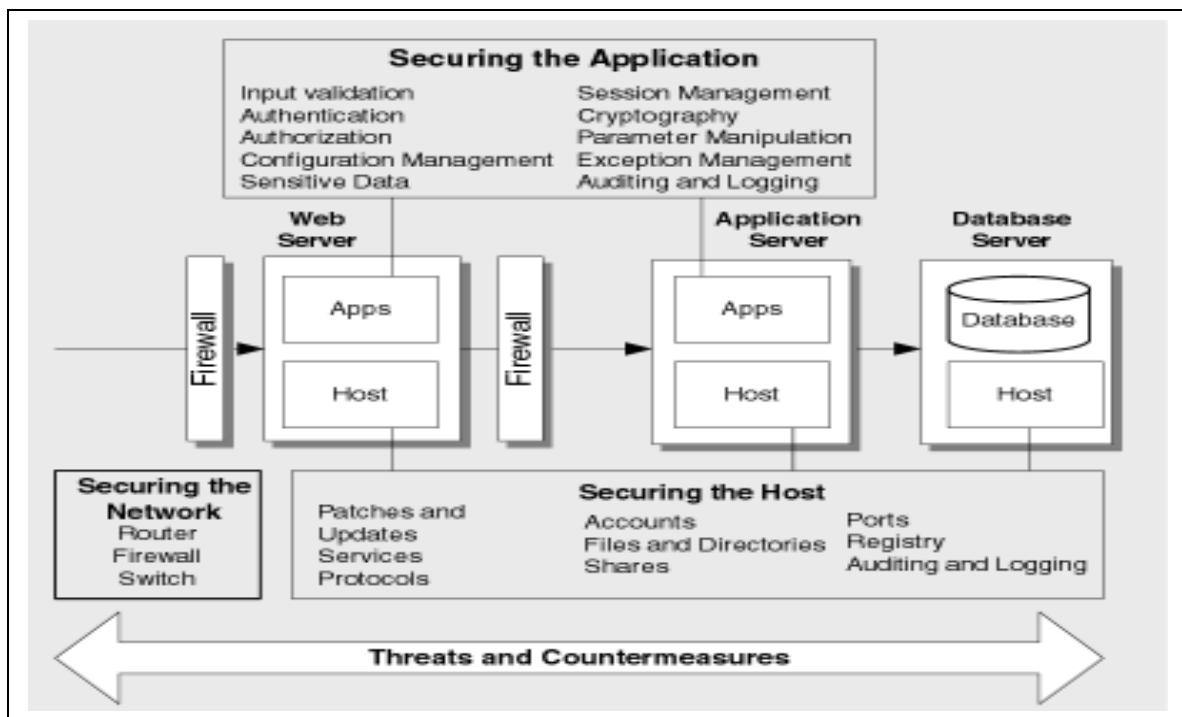 Securing the Application
Input validation
Authentication
Authorization
Configuration Management
Sensitive Data
Session Management
Cryptography
Parameter Manipulation
Exception Management
Auditing and Logging
Web
Server
Application
Server
Database
Server
Firewall
Apps
Host
Firewall
Apps
Host
Database
Host
Securing the
Network
Router
Firewall
Switch
Securing the Host
Patches and
Updates
Services
Protocols
Accounts
Files and Directories
Shares
Ports
Registry
Auditing and Logging
Threats and Countermeasures